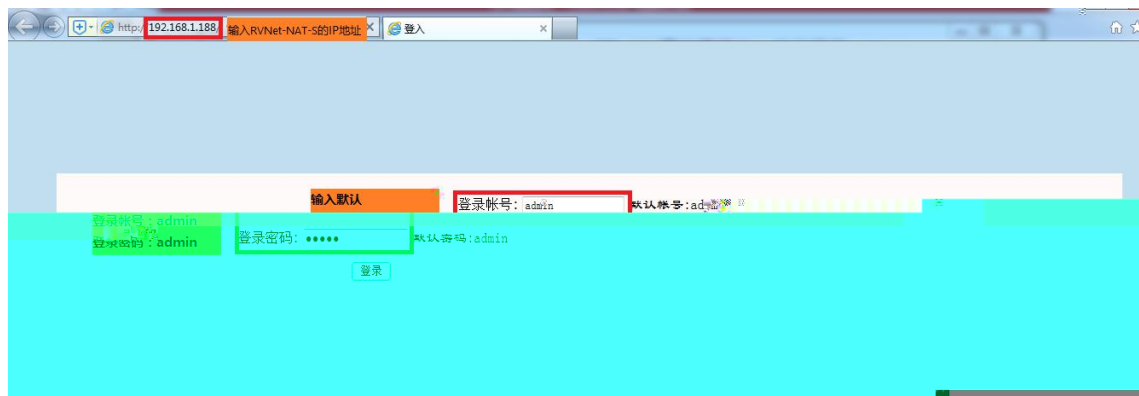 http://192.168.1.188/ 输入RVNet-NAT-S的IP地址 登入
输入默认
登录帐号: admin 默认帐号:ad
登录帐号：admin
登录密码：admin
登录密码: ••••• 默认密码:admin
登录